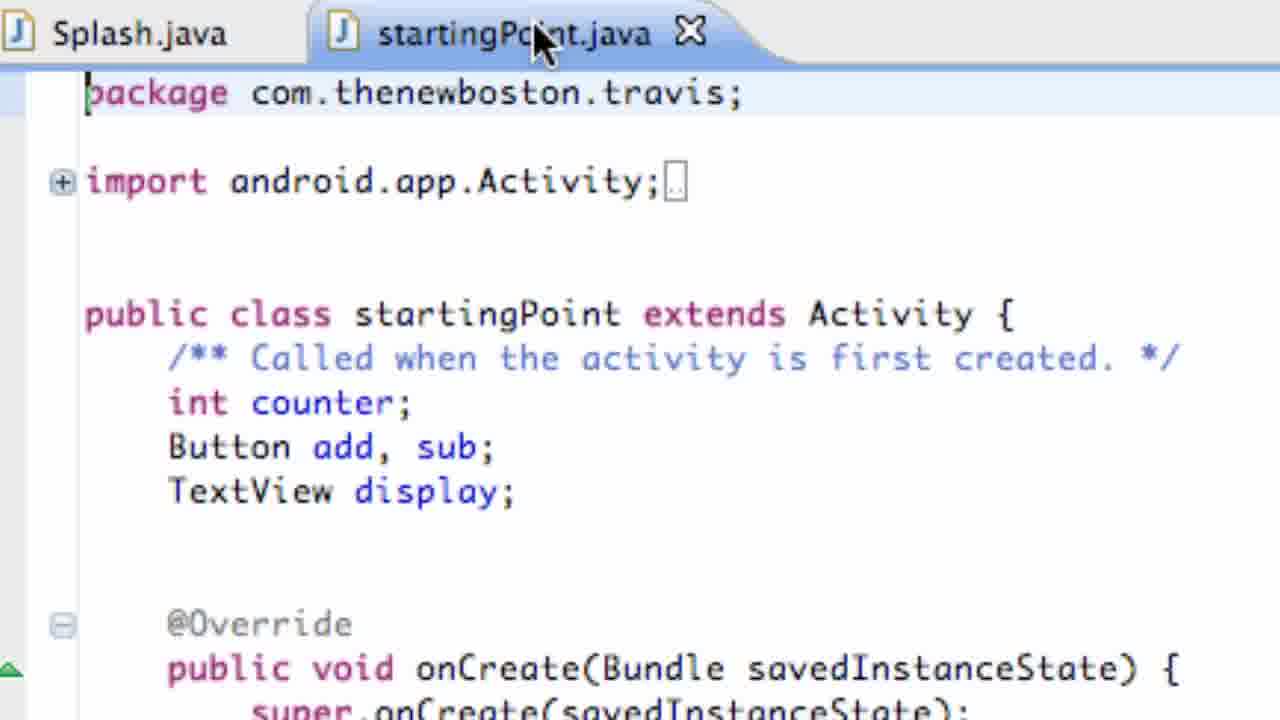 Splash.java startingPoint.java
package com.thenewboston.travis;
import android.app.Activity;
public class startingPoint extends Activity {
/** Called when the activity is first created. */
int counter;
Button add, sub;
TextView display;
@Override
public void onCreate(Bundle savedInstanceState) {
super.onCreate(savedInstanceState);